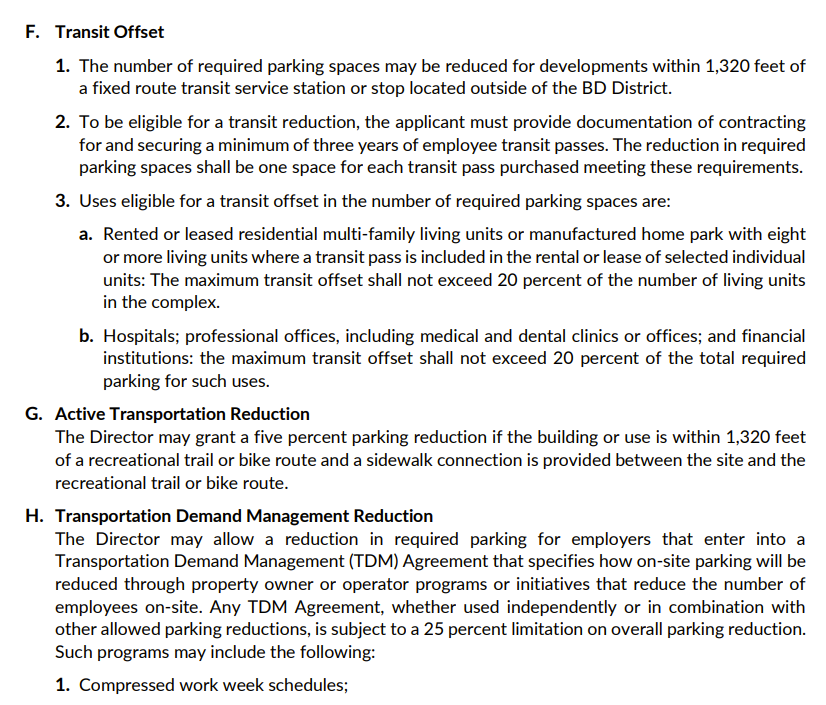 F. Transit Offset
1. The number of required parking spaces may be reduced for developments within 1,320 feet of
a fixed route transit service station or stop located outside of the BD District.
2. To be eligible for a transit reduction, the applicant must provide documentation of contracting
for and securing a minimum of three years of employee transit passes. The reduction in required
parking spaces shall be one space for each transit pass purchased meeting these requirements.
3. Uses eligible for a transit offset in the number of required parking spaces are:
a. Rented or leased residential multi-family living units or manufactured home park with eight
or more living units where a transit pass is included in the rental or lease of selected individual
units: The maximum transit offset shall not exceed 20 percent of the number of living units
in the complex.
b. Hospitals; professional offices, including medical and dental clinics or offices; and financial
institutions: the maximum transit offset shall not exceed 20 percent of the total required
parking for such uses.
G. Active Transportation Reduction
The Director may grant a five percent parking reduction if the building or use is within 1,320 feet
of a recreational trail or bike route and a sidewalk connection is provided between the site and the
recreational trail or bike route.
H. Transportation Demand Management Reduction
The Director may allow a reduction in required parking for employers that enter into a
Transportation Demand Management (TDM) Agreement that specifies how on-site parking will be
reduced through property owner or operator programs or initiatives that reduce the number of
employees on-site. Any TDM Agreement, whether used independently or in combination with
other allowed parking reductions, is subject to a 25 percent limitation on overall parking reduction.
Such programs may include the following:
1. Compressed work week schedules;